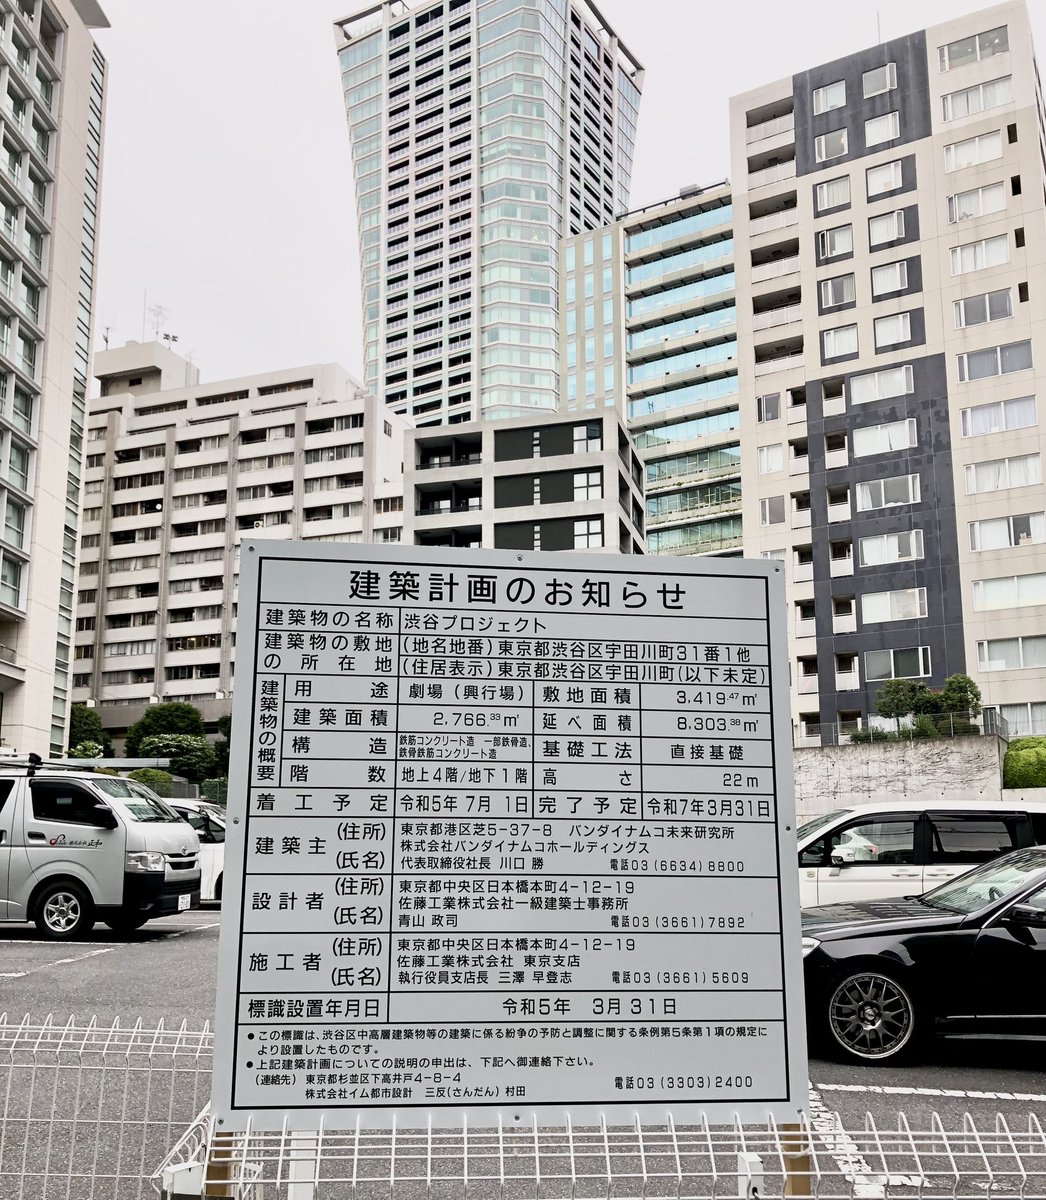 建築計画のお知らせ
建築物の名称 渋谷プロジェクト
建築物の敷地の所在地 (地名地番)東京都渋谷区宇田川町31番1他
(住居表示)東京都渋谷区宇田川町(以下未定)
建築物の概要
用途 劇場(興行場) 敷地面積 3,419.47㎡
建築面積 2,766.33㎡ 延べ面積 8,303.38㎡
構造 鉄筋コンクリート造 一部鉄骨造、
鉄骨鉄筋コンクリート造 基礎工法 直接基礎
階数 地上4階/地下1階 高さ 22m
着工予定 令和5年 7月 1日 完了予定 令和7年3月31日
建築主 (住所) 東京都港区芝5-37-8 バンダイナムコ未来研究所
(氏名) 株式会社バンダイナムコホールディングス
代表取締役社長 川口 勝 電話03(6634)8800
設計者 (住所) 東京都中央区日本橋本町4-12-19
(氏名) 佐藤工業株式会社一級建築士事務所
青山 政司 電話03(3661)7892
施工者 (住所) 東京都中央区日本橋本町4-12-19
(氏名) 佐藤工業株式会社 東京支店
執行役員支店長 三澤 早登志 電話03(3661)5609
標識設置年月日 令和5年 3月 31日
●この標識は、渋谷区中高層建築物等の建築に係る紛争の予防と調整に関する条例第5条第1項の規定に
より設置したものです。
●上記建築計画についての説明の申出は、下記へ御連絡下さい。
(連絡先) 東京都杉並区下高井戸4-8-4 電話03(3303)2400
株式会社イム都市設計 三反(さんだん) 村田
株式会社 正和